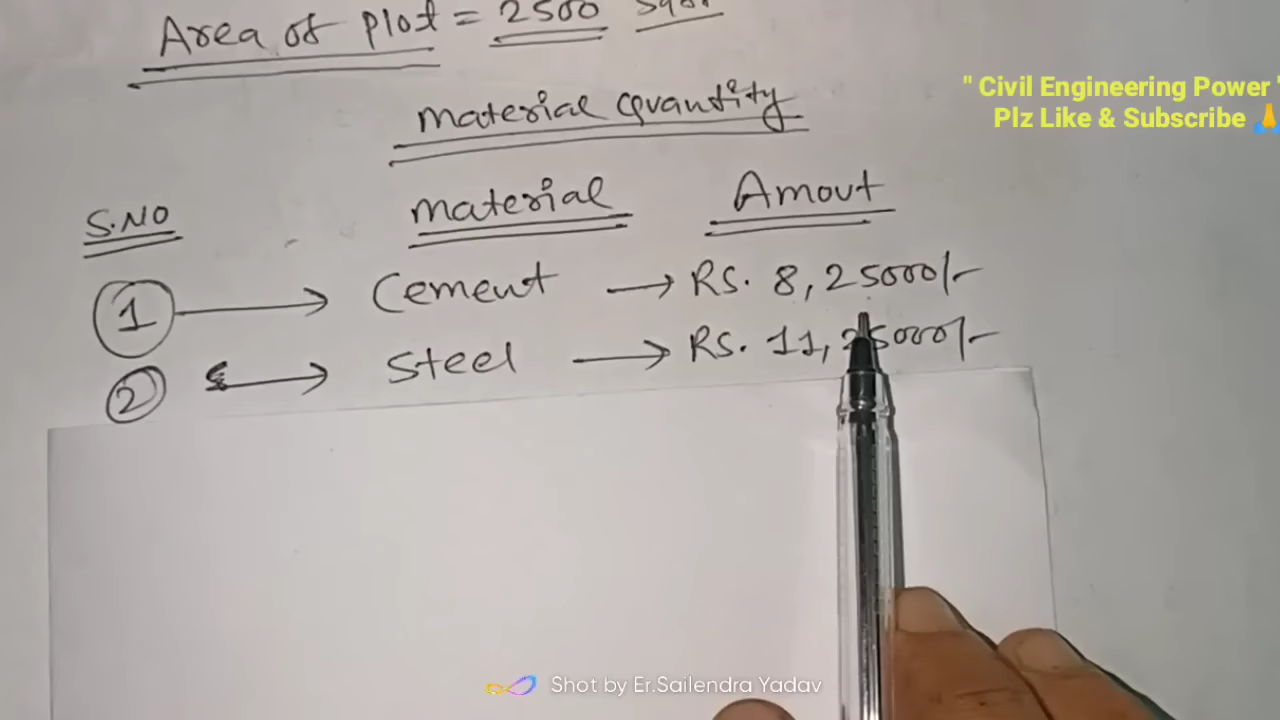 Area of plot = 2500
" Civil Engineering Power "
Plz Like & Subscribe 🙏
Material quantity
S.NO Material Amout
1 → Cement → RS. 8,25000/-
2 → Steel → RS. 11,25000/-
Shot by Er.Sailendra Yadav